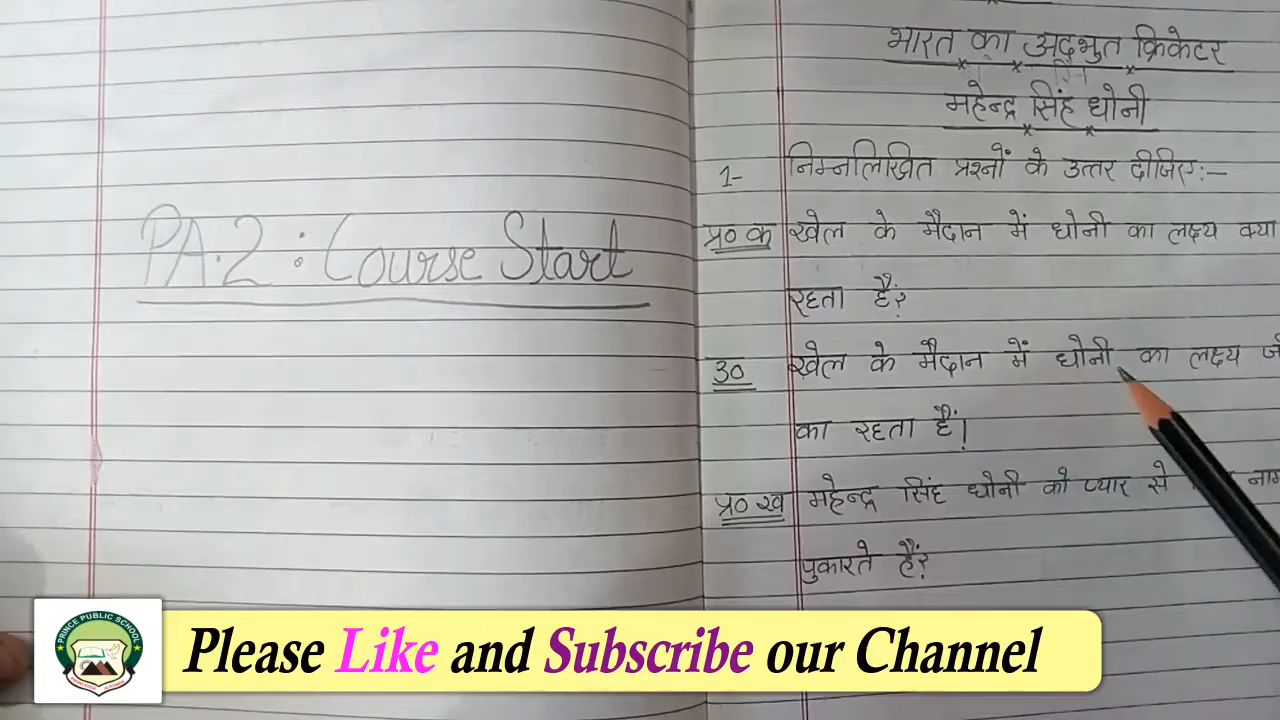 PA.2 : Course Start
भारत का अद्भुत क्रिकेटर
महेन्द्र सिंह धोनी
1- निम्नलिखित प्रश्नों के उत्तर दीजिए:-
प्र० क खेल के मैदान में धोनी का लक्ष्य क्या
रहता हैं?
उ० खेल के मैदान में धोनी का लक्ष्य
का रहता हैं।
प्र० ख महेन्द्र सिंह धोनी को प्यार से नाम
पुकारते हैं?
PRINCE PUBLIC SCHOOL
Please Like and Subscribe our Channel